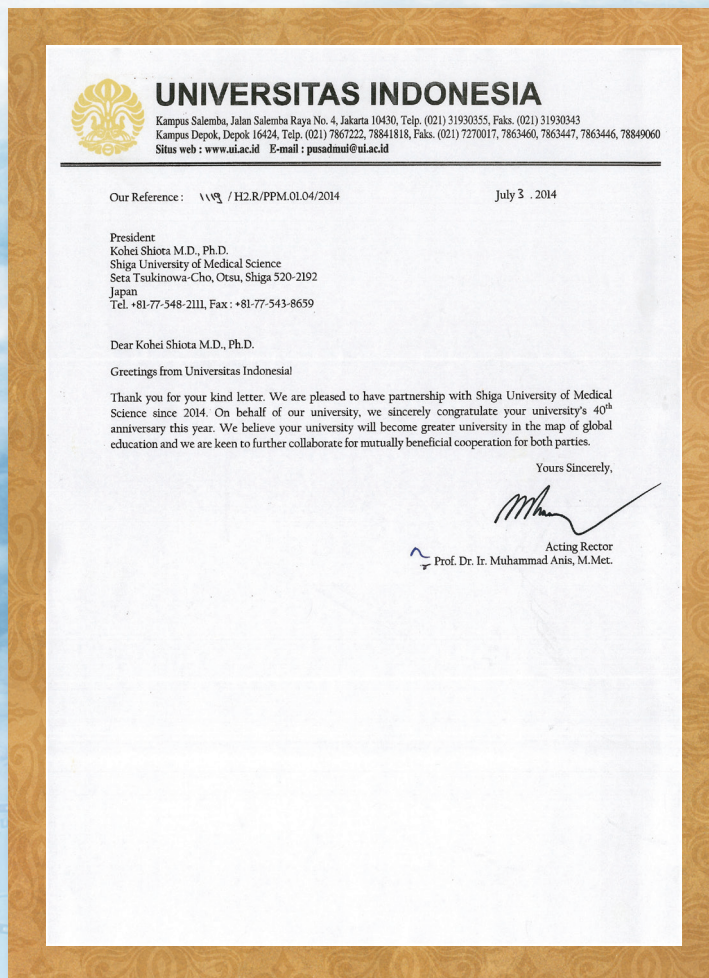 UNIVERSITAS INDONESIA
Kampus Salemba, Jalan Salemba Raya No. 4, Jakarta 10430, Telp. (021) 31930355, Faks. (021) 31930343
Kampus Depok, Depok 16424, Telp. (021) 7867222, 78841818, Faks. (021) 7270017, 7863460, 7863447, 7863446, 78849060
Situs web : www.ui.ac.id E-mail : pusadmui@ui.ac.id
Our Reference : 1119 / H2.R/PPM.01.04/2014
July 3 . 2014
President
Kohei Shiota M.D., Ph.D.
Shiga University of Medical Science
Seta Tsukinowa-Cho, Otsu, Shiga 520-2192
Japan
Tel. +81-77-548-2111, Fax : +81-77-543-8659
Dear Kohei Shiota M.D., Ph.D.
Greetings from Universitas Indonesia!
Thank you for your kind letter. We are pleased to have partnership with Shiga University of Medical
Science since 2014. On behalf of our university, we sincerely congratulate your university's 40th
anniversary this year. We believe your university will become greater university in the map of global
education and we are keen to further collaborate for mutually beneficial cooperation for both parties.
Yours Sincerely,
Acting Rector
Prof. Dr. Ir. Muhammad Anis, M.Met.